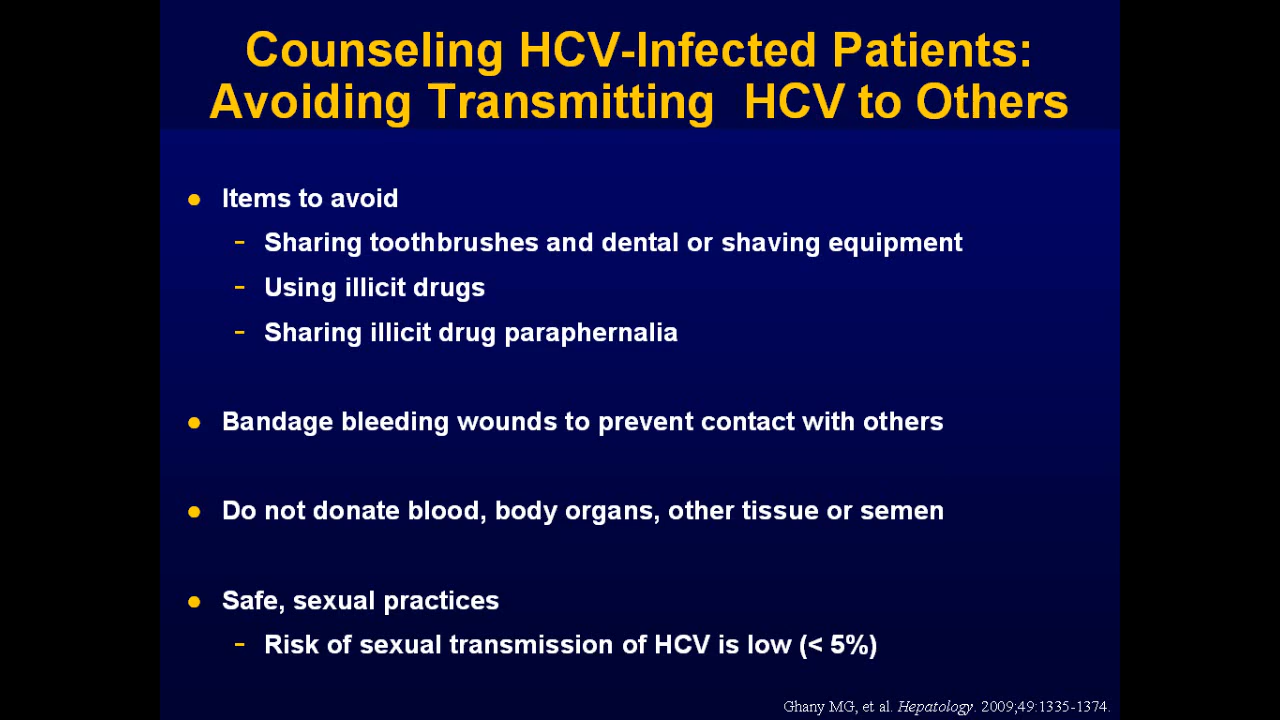 Counseling HCV-Infected Patients:
Avoiding Transmitting HCV to Others
● Items to avoid
- Sharing toothbrushes and dental or shaving equipment
- Using illicit drugs
- Sharing illicit drug paraphernalia
● Bandage bleeding wounds to prevent contact with others
● Do not donate blood, body organs, other tissue or semen
● Safe, sexual practices
- Risk of sexual transmission of HCV is low (< 5%)
Ghany MG, et al. Hepatology. 2009;49:1335-1374.